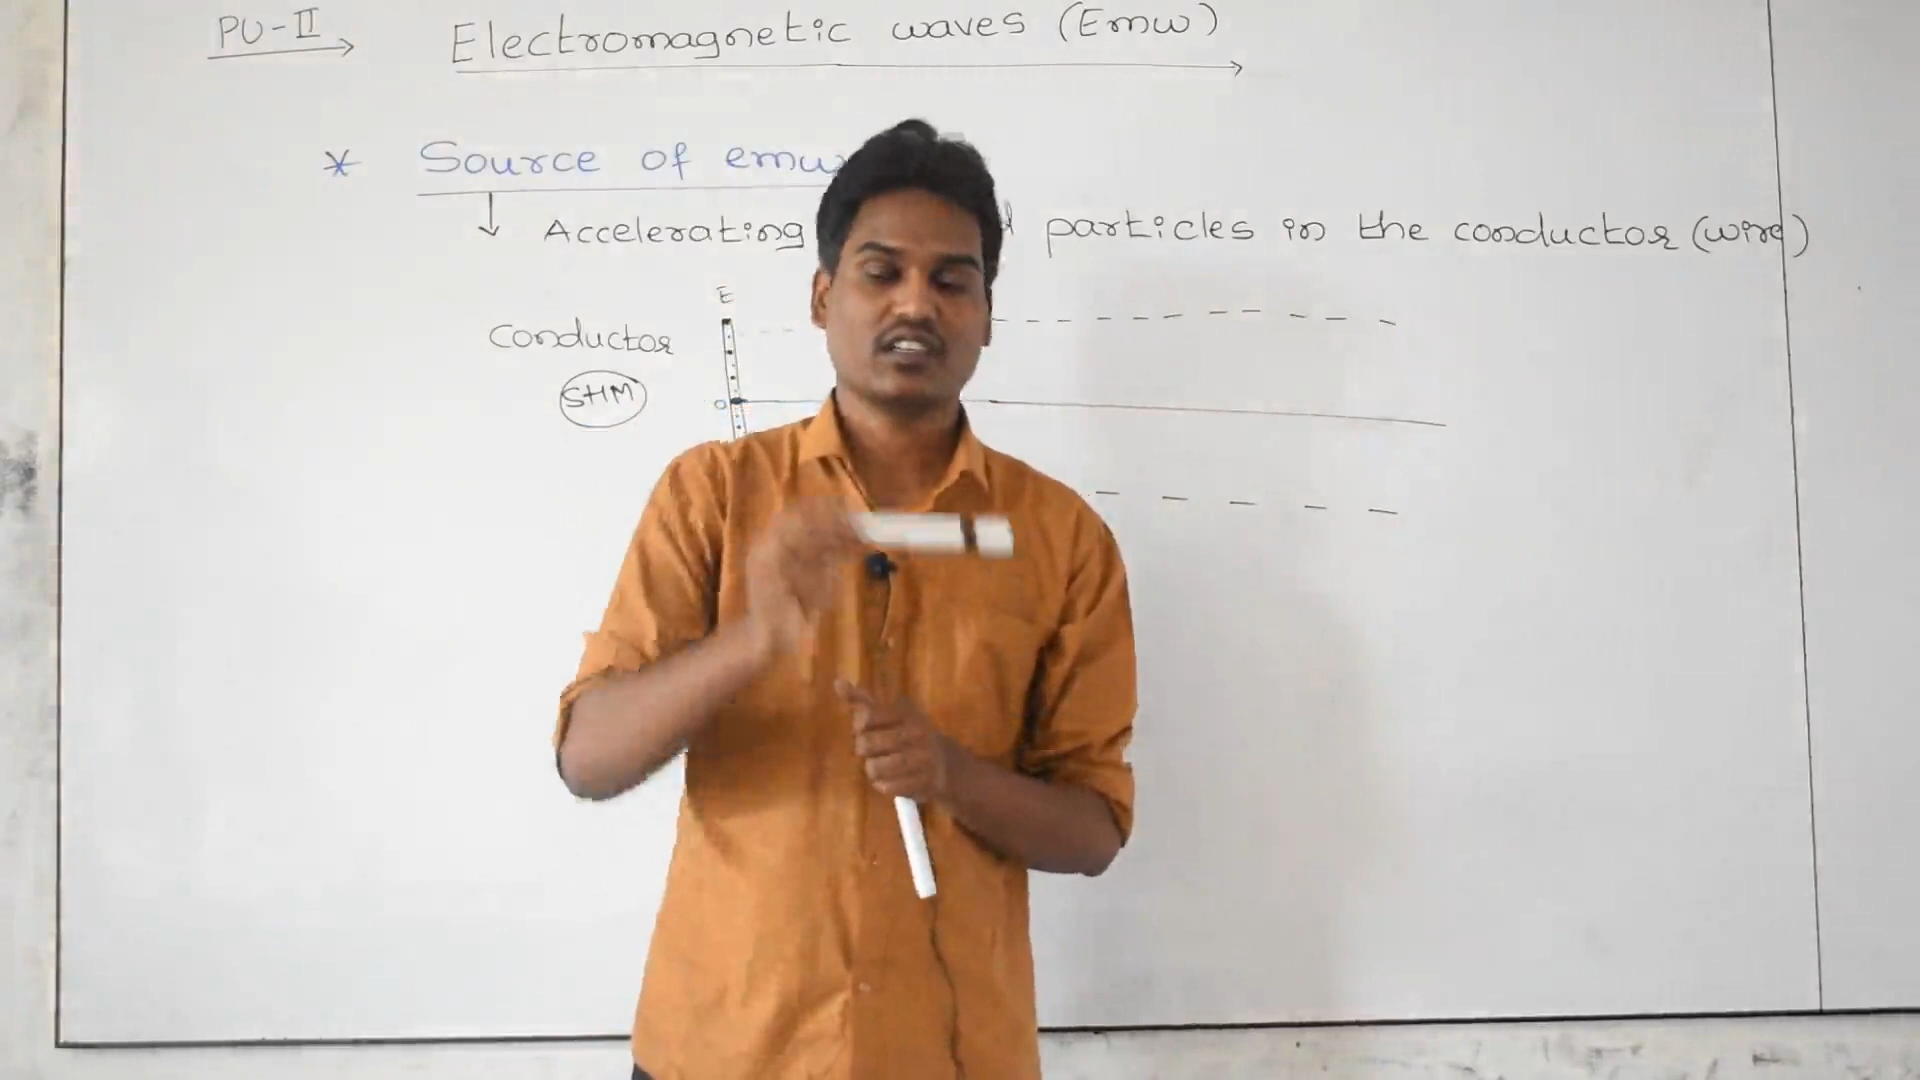 PU-II
Electromagnetic waves (Emw)
* Source of emw
Accelerating particles in the conductor (wire)
E
Conductor
SHM
O